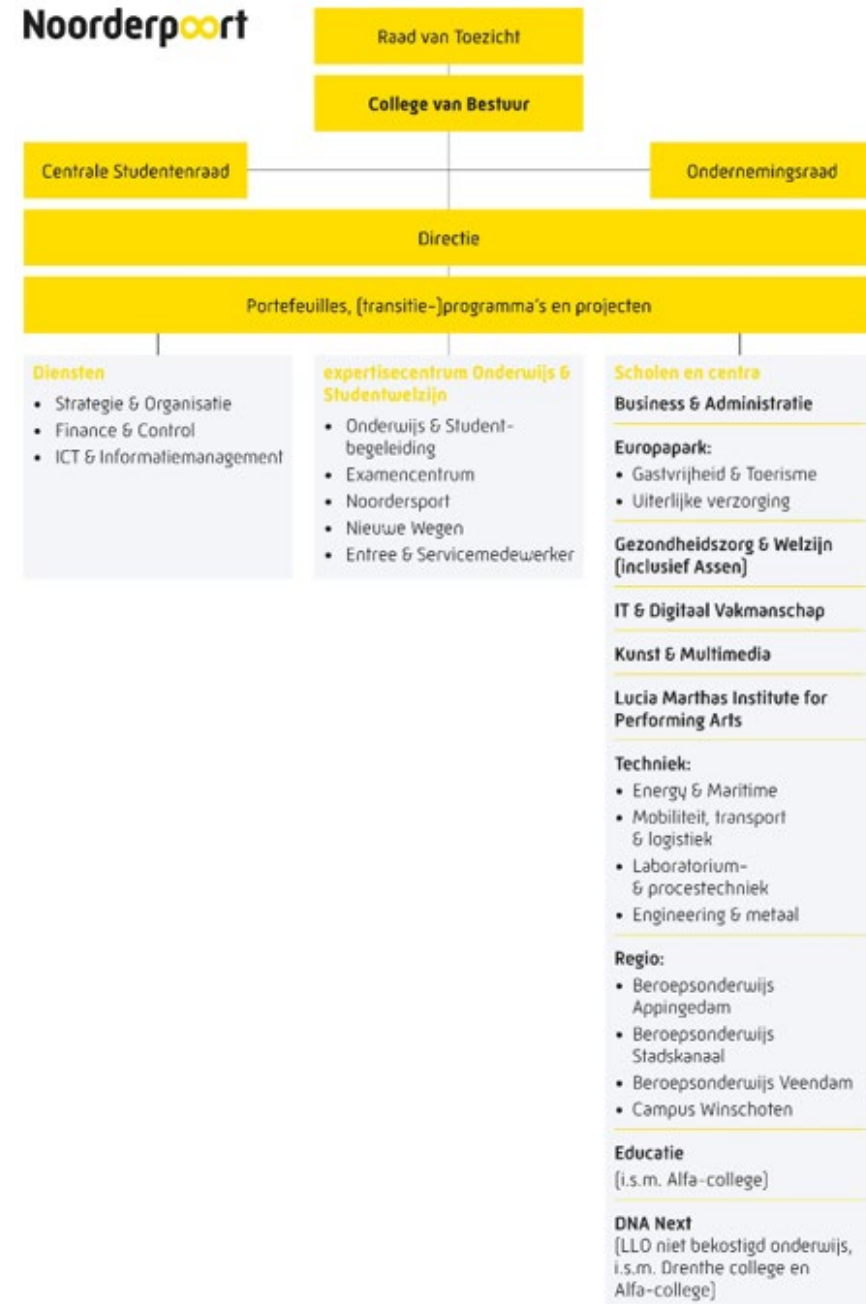 Noorderpoort
Raad van Toezicht
College van Bestuur
Centrale Studentenraad
Ondernemingsraad
Directie
Portefeuilles, (transitie-)programma's en projecten
Diensten
• Strategie & Organisatie
• Finance & Control
• ICT & Informatiemanagement
expertisecentrum Onderwijs &
Studentwelzijn
• Onderwijs & Student-
begeleiding
• Examencentrum
• Noordersport
• Nieuwe Wegen
• Entree & Servicemedewerker
Scholen en centra
Business & Administratie
Europapark:
• Gastvrijheid & Toerisme
• Uiterlijke verzorging
Gezondheidszorg & Welzijn
(inclusief Assen)
IT & Digitaal Vakmanschap
Kunst & Multimedia
Lucia Marthas Institute for
Performing Arts
Techniek:
• Energy & Maritime
• Mobiliteit, transport
& logistiek
• Laboratorium-
& procestechniek
• Engineering & metaal
Regio:
• Beroepsonderwijs
Appingedam
• Beroepsonderwijs
Stadskanaal
• Beroepsonderwijs Veendam
• Campus Winschoten
Educatie
(i.s.m. Alfa-college)
DNA Next
(LLO niet bekostigd onderwijs,
i.s.m. Drenthe college en
Alfa-college)